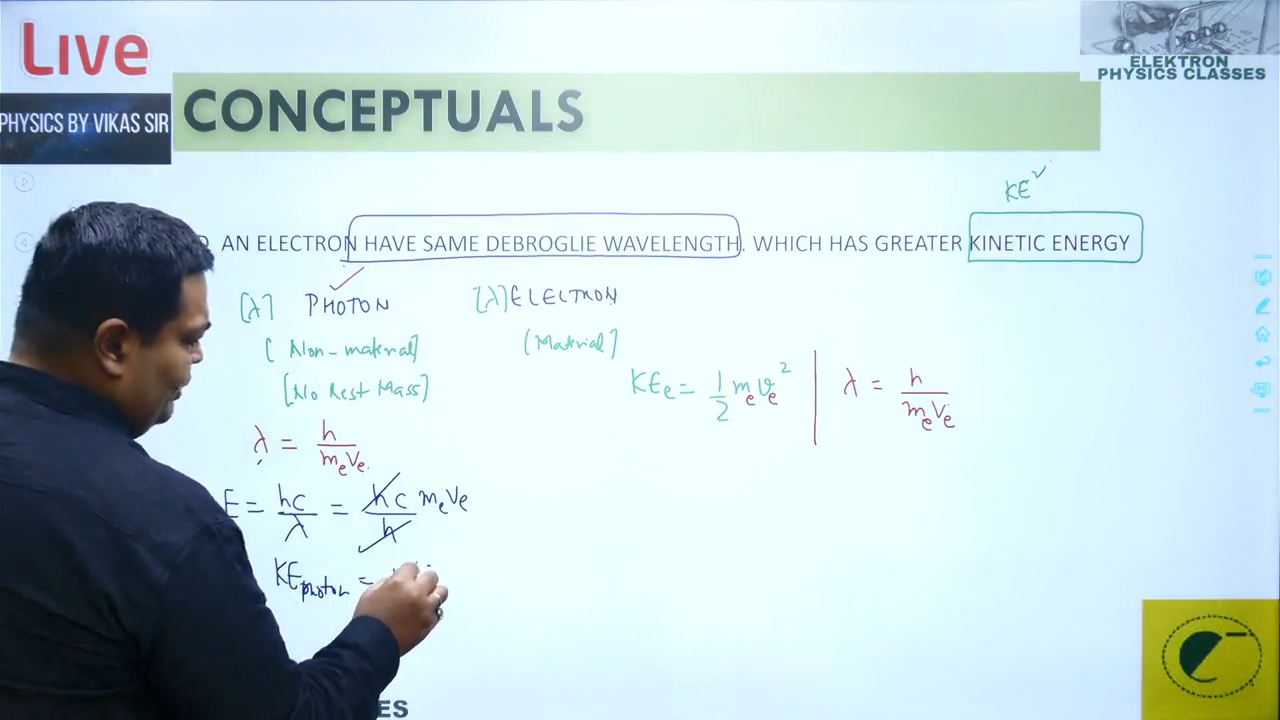 Live
ELEKTRON
PHYSICS CLASSES
PHYSICS BY VIKAS SIR
CONCEPTUALS
KE ✓
AN ELECTRON HAVE SAME DEBROGLIE WAVELENGTH. WHICH HAS GREATER KINETIC ENERGY
[λ] PHOTON
[λ] ELECTRON
[Non-material]
[Material]
[No Rest Mass]
KEe = 1/2 meve² | λ = h/meve
λ = h/meve
E = hc/λ = hc/h meve
KEphoton =
ES